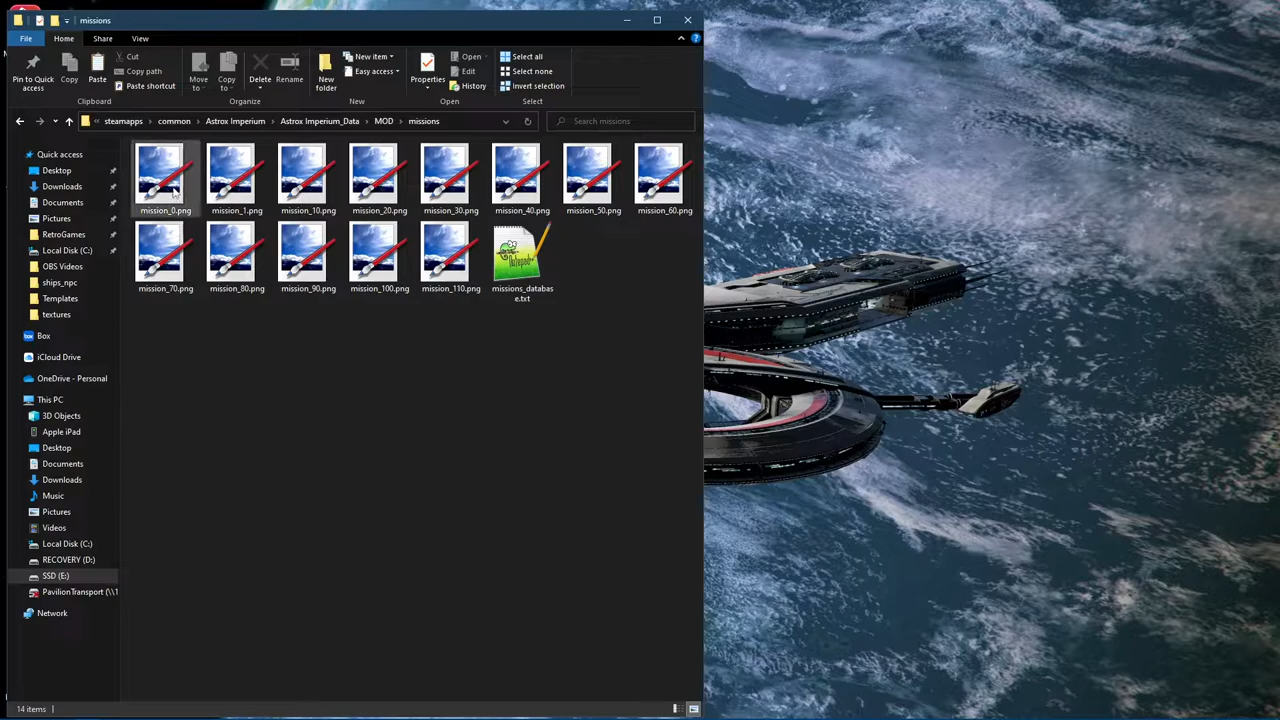 missions
File Home Share View
Pin to Quick access
Copy
Paste
Cut
Copy path
Paste shortcut
Clipboard
Move to
Copy to
Delete
Rename
Organize
New folder
New item
Easy access
New
Properties
Open
Edit
History
Open
Select all
Select none
Invert selection
Select
« steamapps > common > Astrox Imperium > Astrox Imperium_Data > MOD > missions
Search missions
Quick access
Desktop
Downloads
Documents
Pictures
RetroGames
Local Disk (C:)
OBS Videos
ships_npc
Templates
textures
Box
iCloud Drive
OneDrive - Personal
This PC
3D Objects
Apple iPad
Desktop
Documents
Downloads
Music
Pictures
Videos
Local Disk (C:)
RECOVERY (D:)
SSD (E:)
PavilionTransport (\\1
Network
mission_0.png mission_1.png mission_10.png mission_20.png mission_30.png mission_40.png mission_50.png mission_60.png
mission_70.png mission_80.png mission_90.png mission_100.png mission_110.png missions_databas
e.txt
14 items